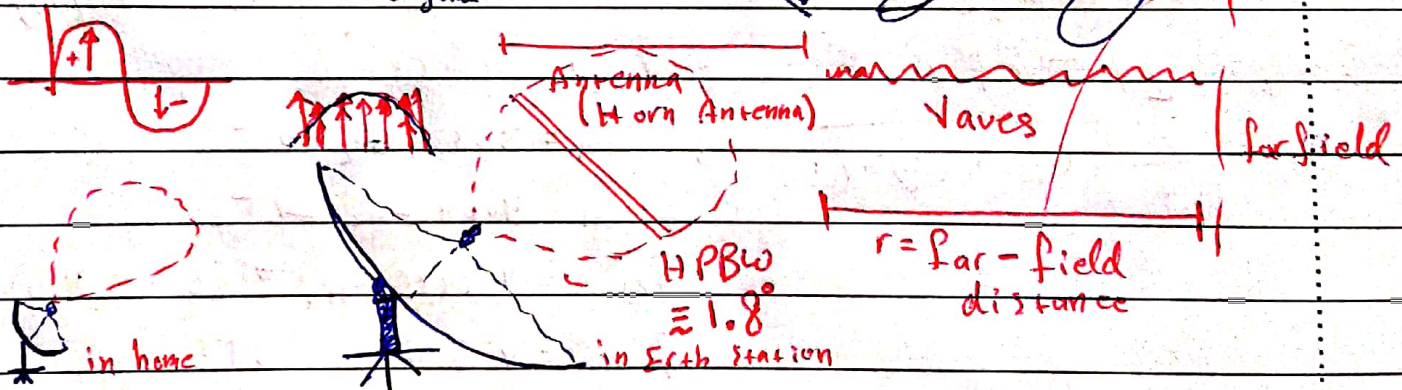 +
-
Antenna
(Horn Antenna)
Vaves
far field
HPBW
≡ 1.8°
r = far - field
distance
in home
in Erth station